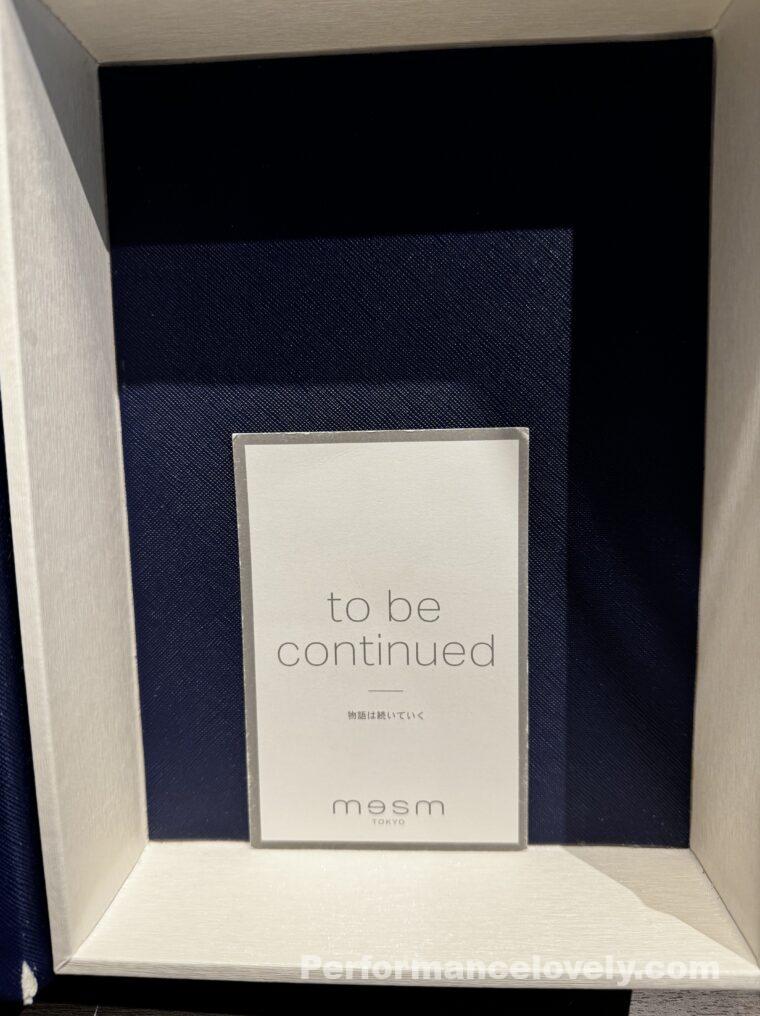 to be
continued
物語は続いていく
mesm
TOKYO
Performancelovely.com